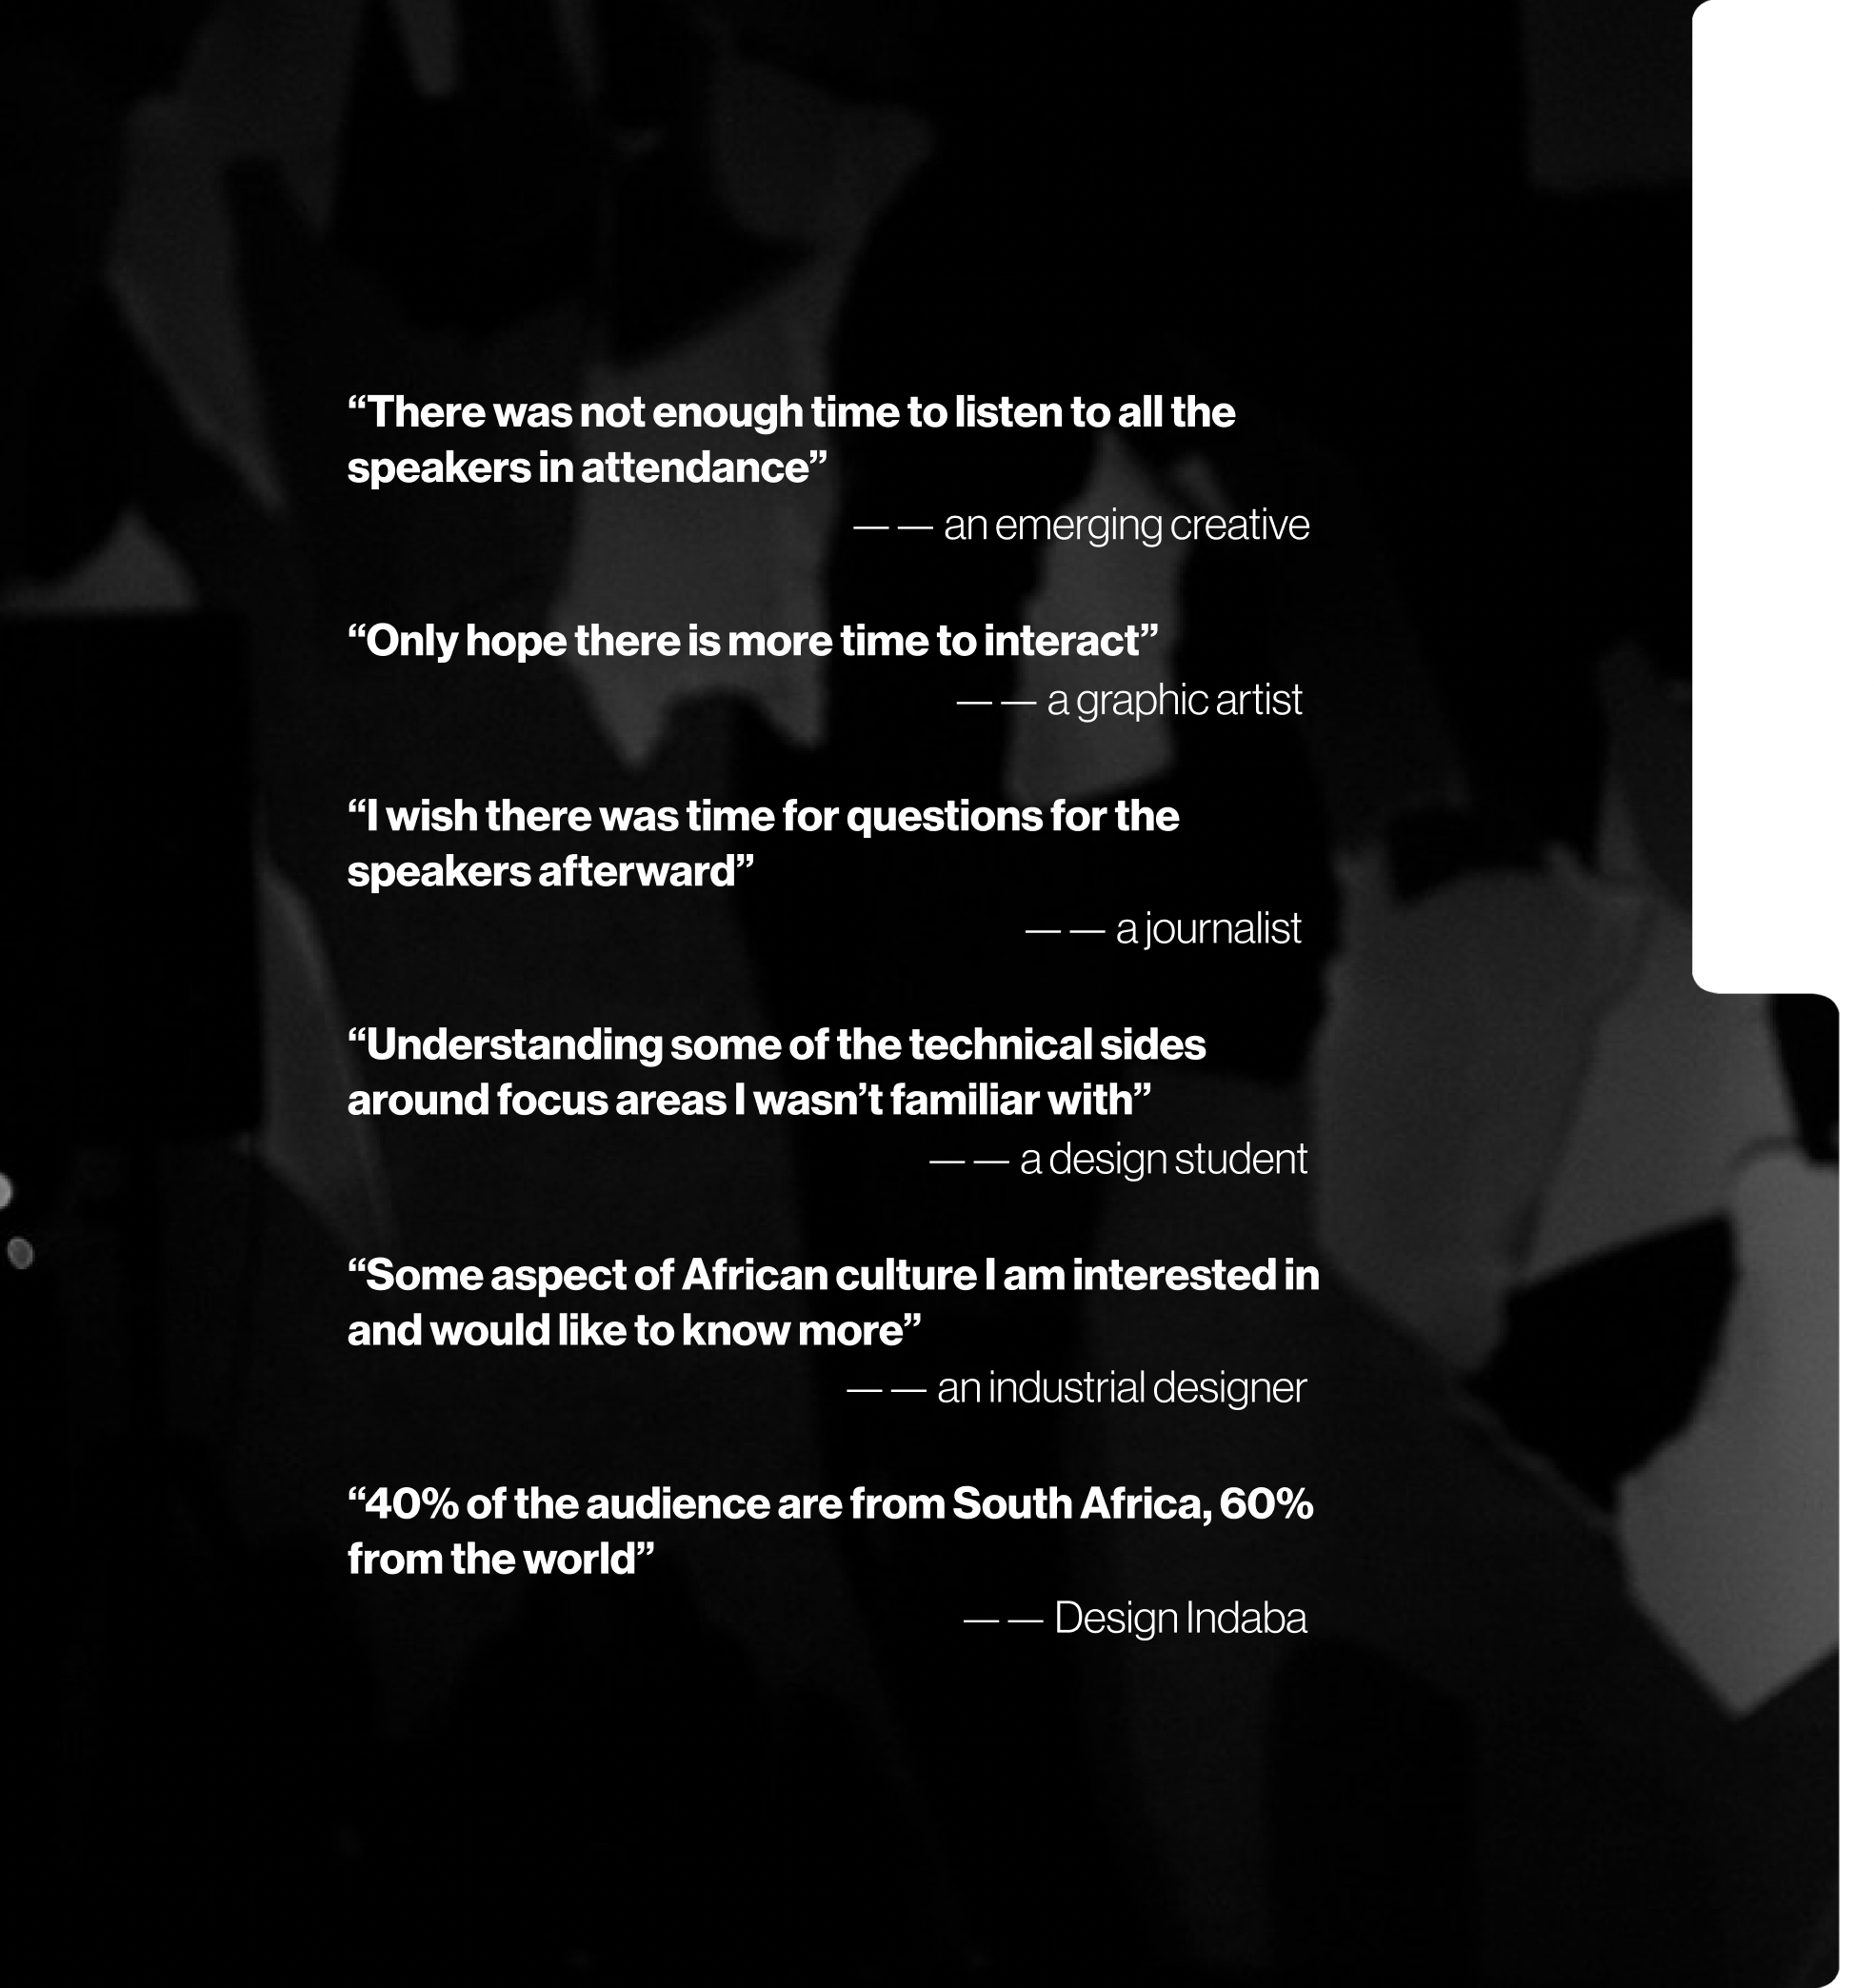 “There was not enough time to listen to all the
speakers in attendance”
—— an emerging creative
“Only hope there is more time to interact”
—— a graphic artist
“I wish there was time for questions for the
speakers afterward”
—— a journalist
“Understanding some of the technical sides
around focus areas I wasn’t familiar with”
—— a design student
“Some aspect of African culture I am interested in
and would like to know more”
—— an industrial designer
“40% of the audience are from South Africa, 60%
from the world”
—— Design Indaba